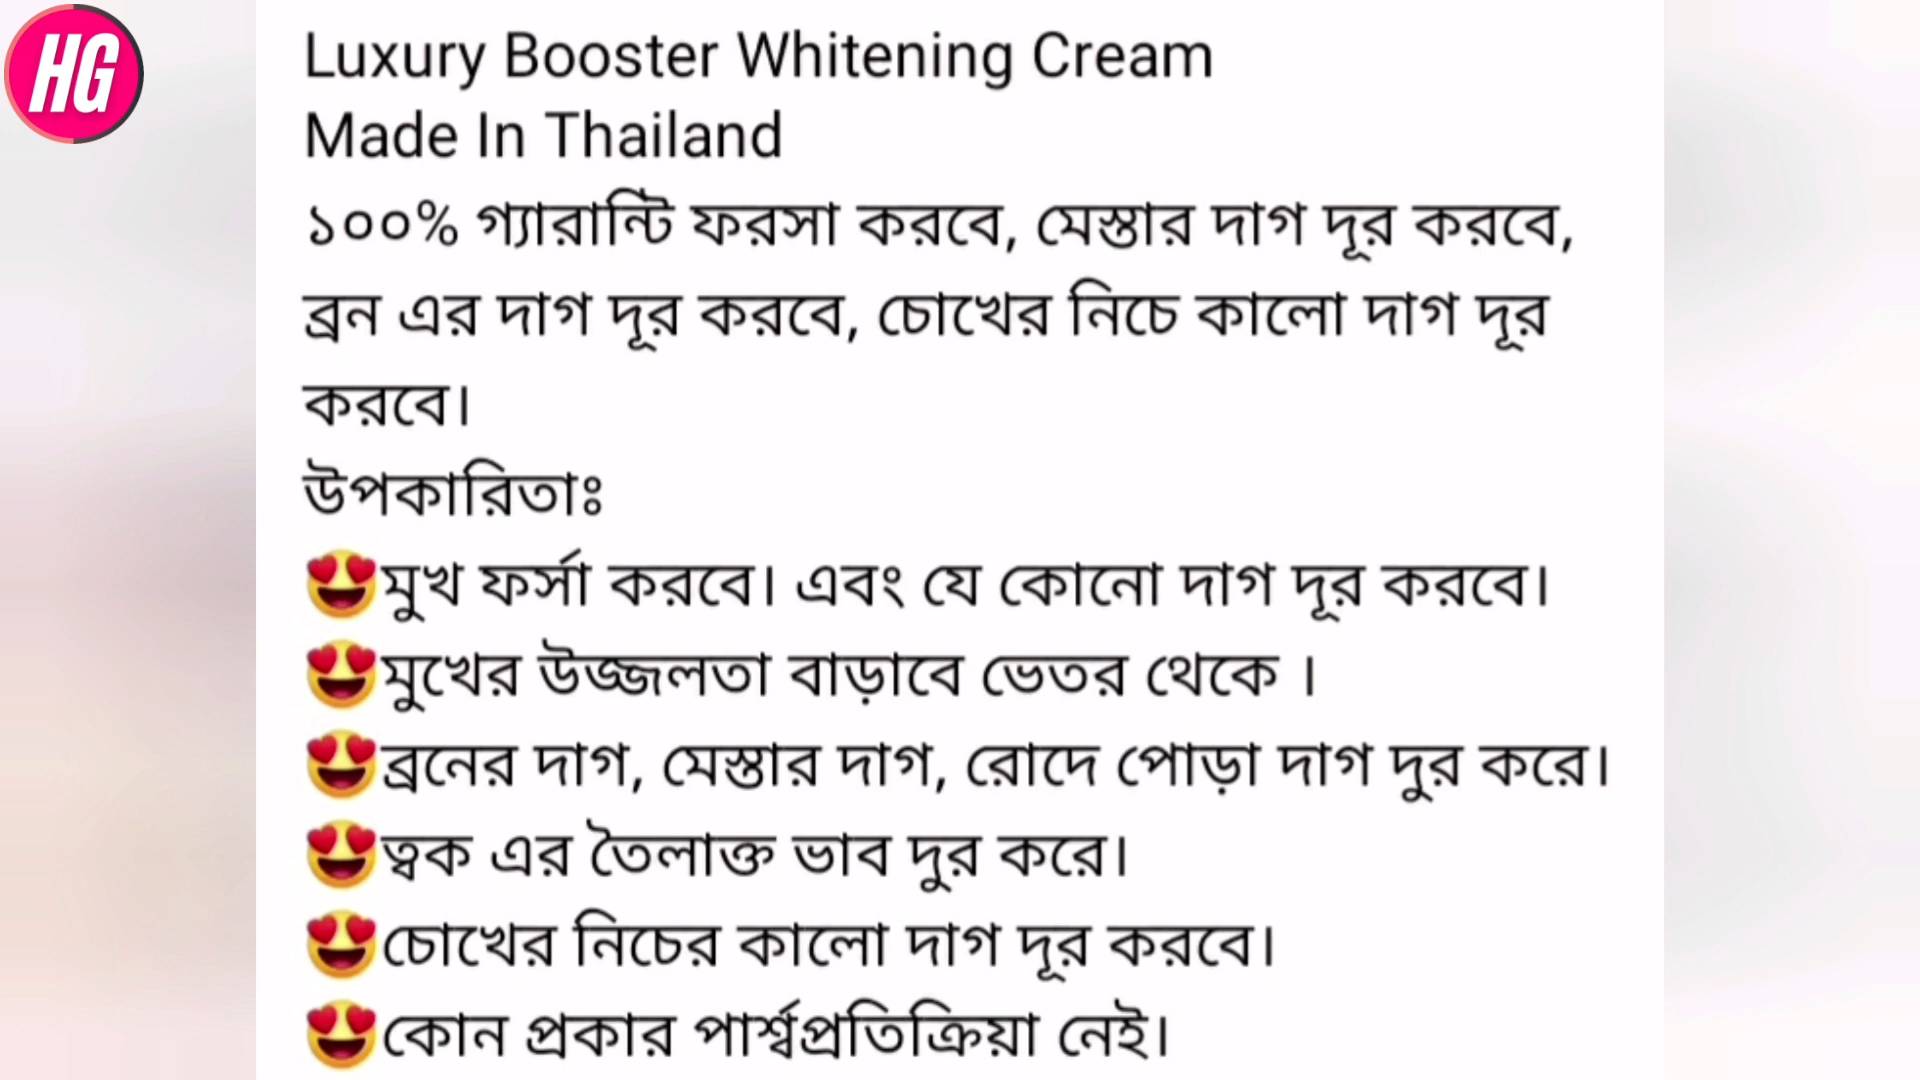 HG
Luxury Booster Whitening Cream
Made In Thailand
১০০% গ্যারান্টি ফরসা করবে, মেস্তার দাগ দূর করবে,
ব্রন এর দাগ দূর করবে, চোখের নিচে কালো দাগ দূর
করবে।
উপকারিতাঃ
😍মুখ ফর্সা করবে। এবং যে কোনো দাগ দূর করবে।
😍মুখের উজ্জলতা বাড়াবে ভেতর থেকে ।
😍ব্রনের দাগ, মেস্তার দাগ, রোদে পোড়া দাগ দুর করে।
😍ত্বক এর তৈলাক্ত ভাব দুর করে।
😍চোখের নিচের কালো দাগ দূর করবে।
😍কোন প্রকার পার্শ্বপ্রতিক্রিয়া নেই।